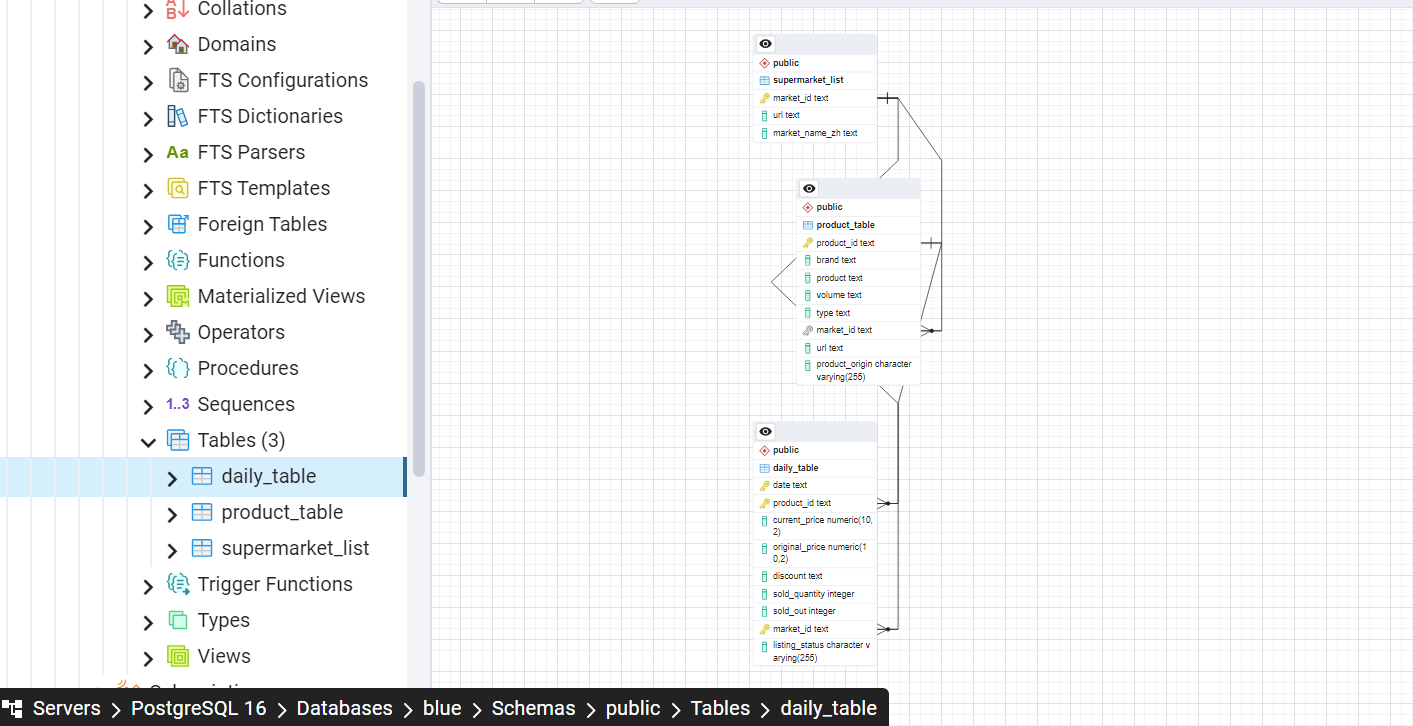 Collations
Domains
FTS Configurations
FTS Dictionaries
Aa FTS Parsers
FTS Templates
Foreign Tables
Functions
Materialized Views
Operators
Procedures
1..3 Sequences
Tables (3)
daily_table
product_table
supermarket_list
Trigger Functions
Types
Views
public
supermarket_list
market_id text
url text
market_name_zh text
public
product_table
product_id text
brand text
product text
volume text
type text
market_id text
url text
product_origin character
varying(255)
public
daily_table
date text
product_id text
current_price numeric(10,
2)
original_price numeric(1
0,2)
discount text
sold_quantity integer
sold_out integer
market_id text
listing_status character v
arying(255)
Servers > PostgreSQL 16 > Databases > blue > Schemas > public > Tables > daily_table